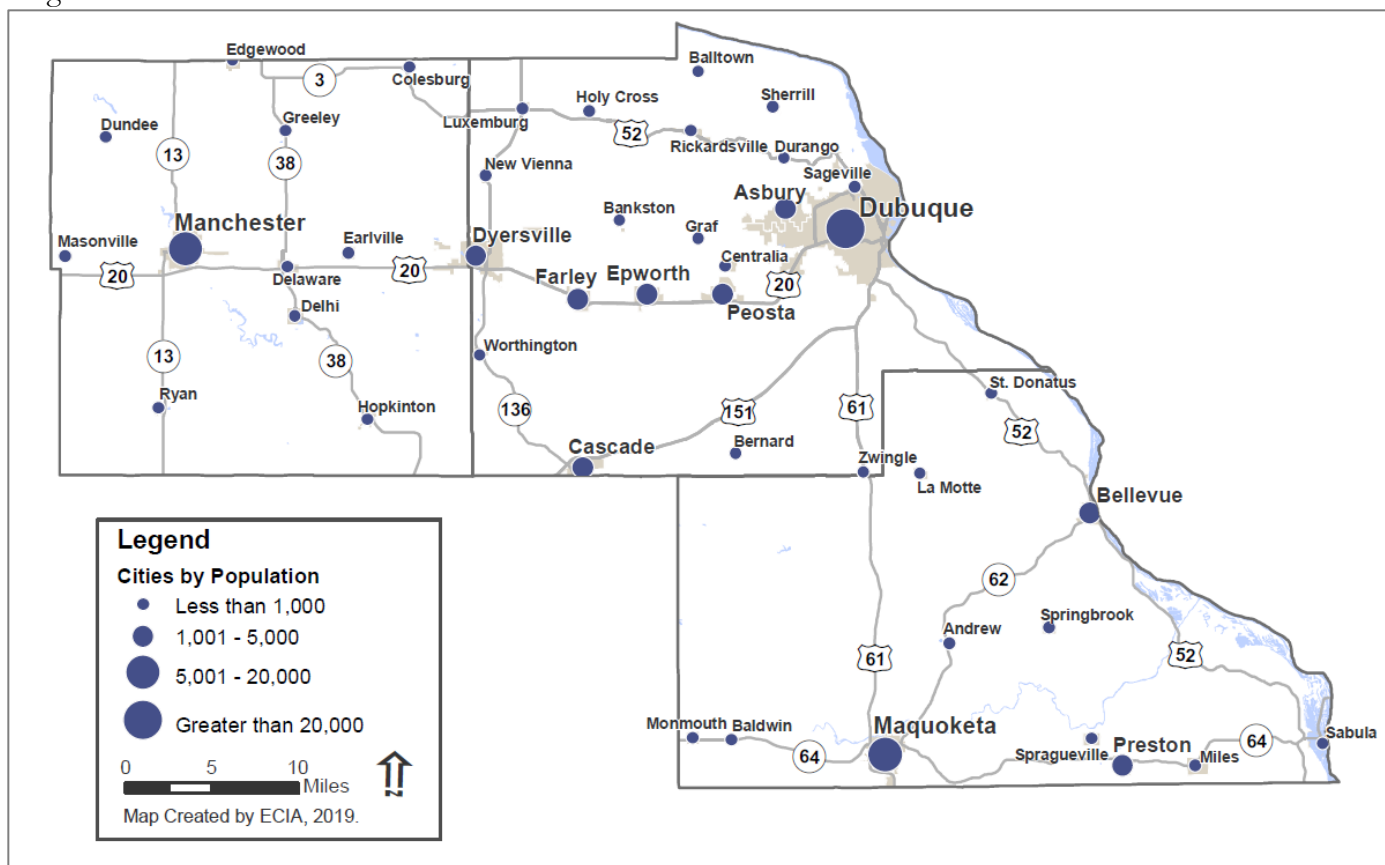 Edgewood
Balltown
3
Colesburg
Sherrill
Holy Cross
Greeley
Luxemburg
Dundee
52
Rickardsville
Durango
13
38
New Vienna
Sageville
Asbury
Dubuque
Bankston
Manchester
Graf
Masonville
Earlville
Dyersville
Centralia
20
Delaware
20
Farley
Epworth
20
Delhi
Peosta
Worthington
13
38
St. Donatus
Ryan
Hopkinton
136
151
61
52
Cascade
Bernard
Zwingle
La Motte
Bellevue
62
Springbrook
Andrew
61
52
Monmouth
Baldwin
Maquoketa
64
Spragueville
Preston
Miles
64
Sabula
Legend
Cities by Population
Less than 1,000
1,001 - 5,000
5,001 - 20,000
Greater than 20,000
0 5 10
Miles
N
Map Created by ECIA, 2019.